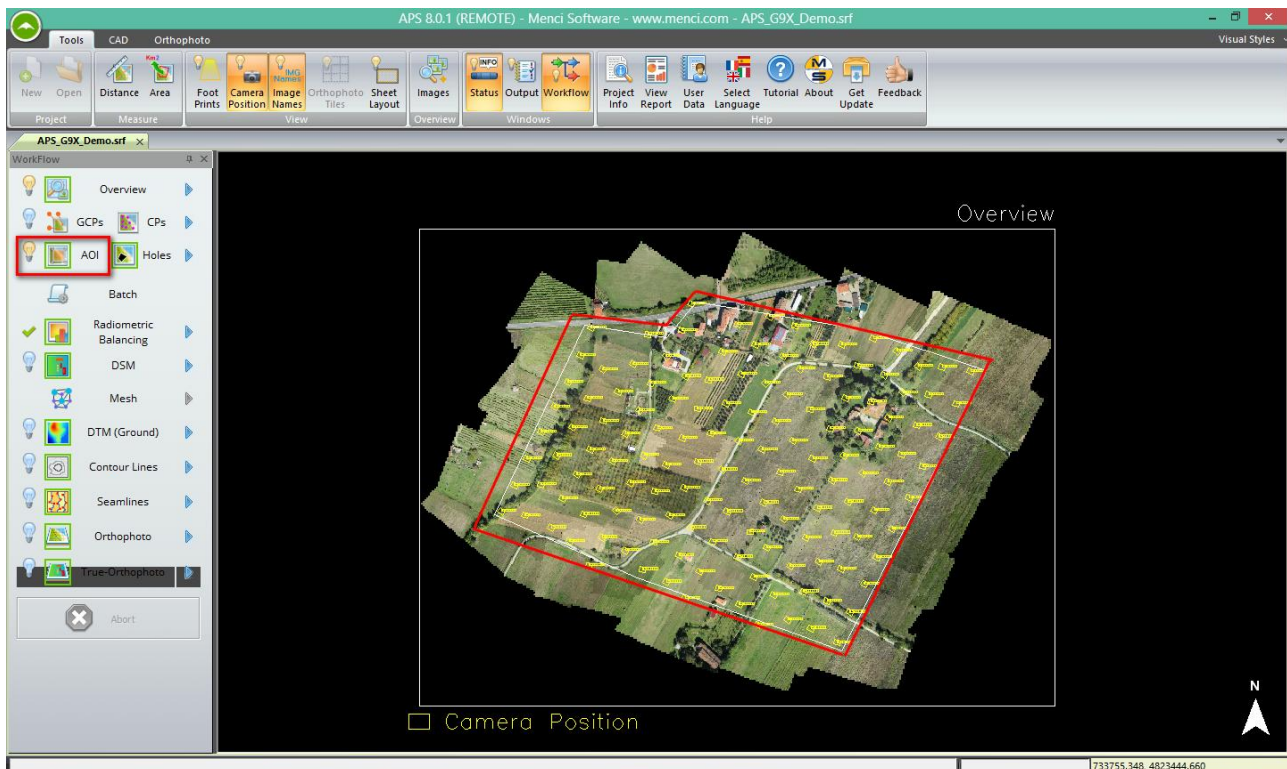 APS 8.0.1 (REMOTE) - Menci Software - www.menci.com - APS_G9X_Demo.srf
Tools CAD Orthophoto Visual Styles
New Open Distance Area Foot Prints Camera Position Image Names Orthophoto Tiles Sheet Layout Images Status Output Workflow Project Info View Report User Data Select Language Tutorial About Get Update Feedback
Project Measure View Overview Windows Help
APS_G9X_Demo.srf
WorkFlow
Overview
GCPs CPs
AOI Holes
Batch
Radiometric
Balancing
DSM
Mesh
DTM (Ground)
Contour Lines
Seamlines
Orthophoto
True-Orthophoto
Abort
Overview
Camera Position
N
733755.348 4823444.660